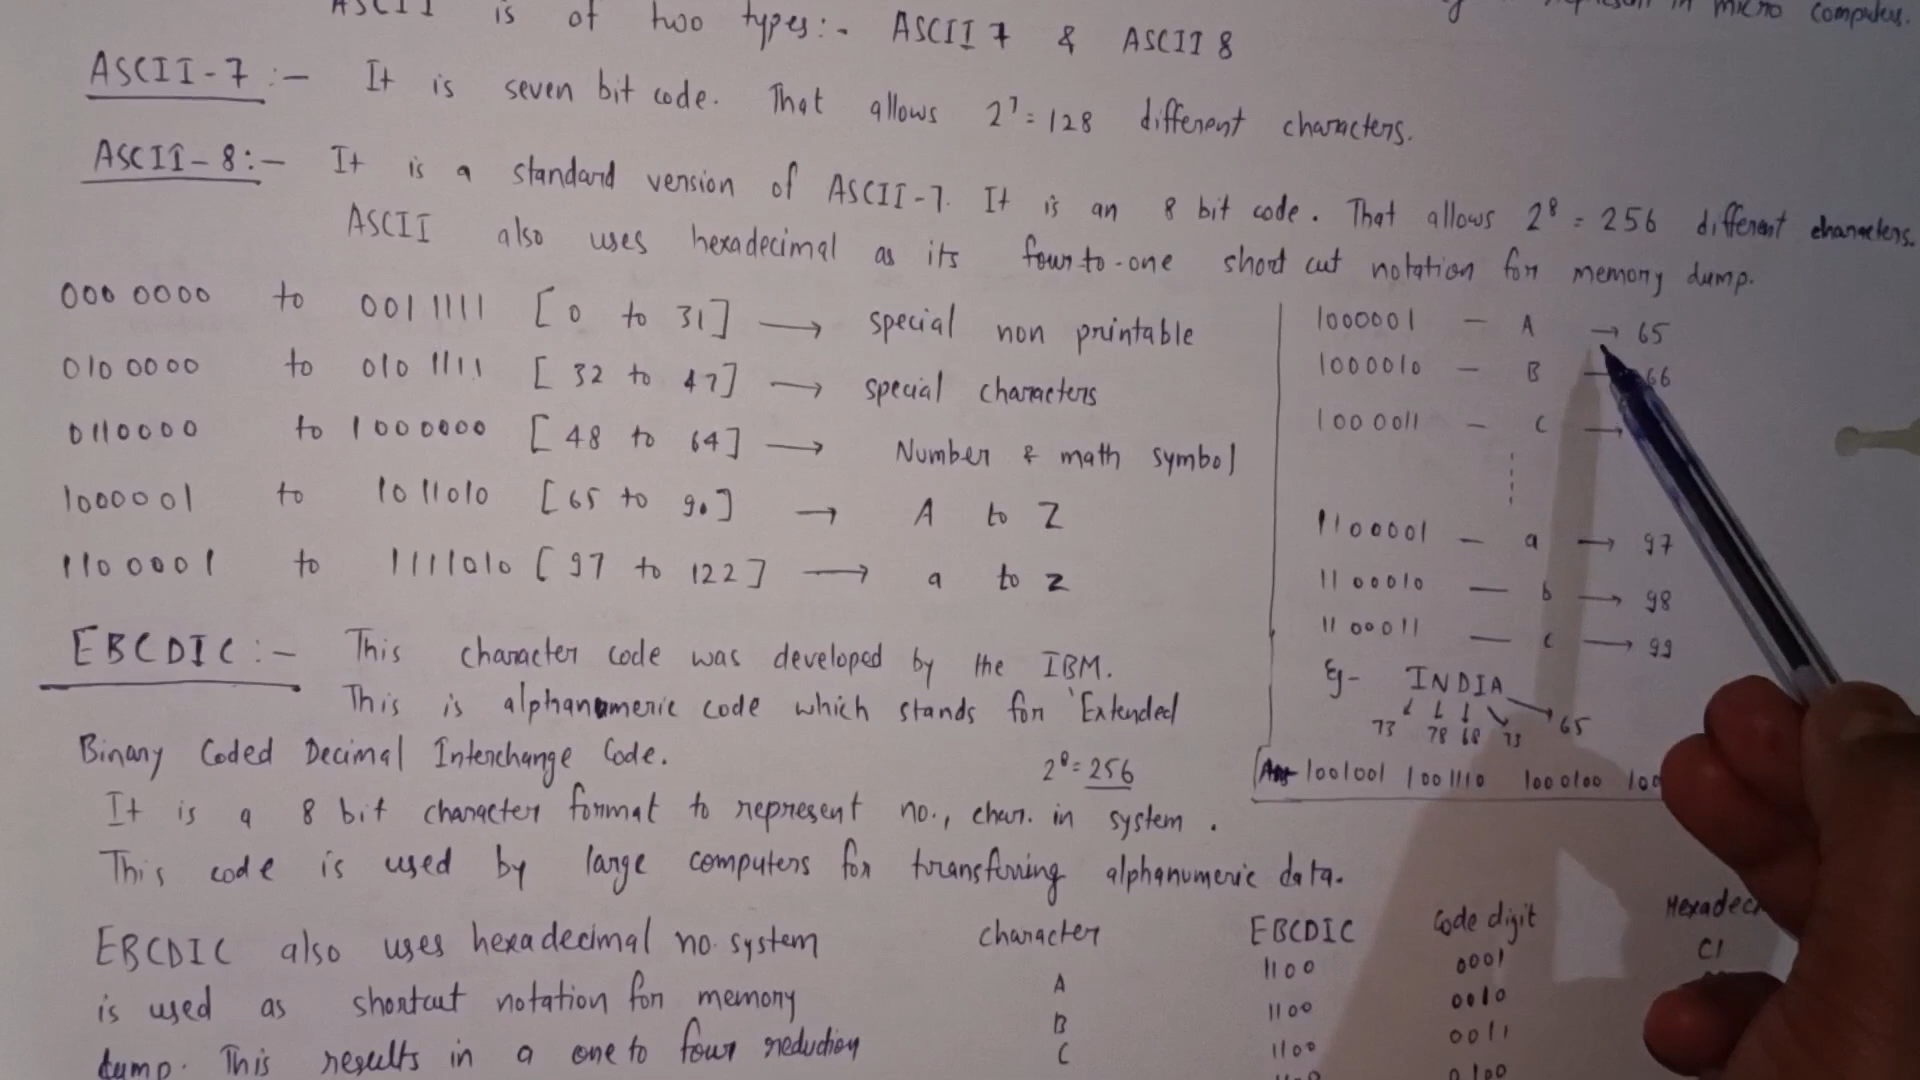 ASCII is of two types:- ASCII 7 & ASCII 8
in micro computers.
ASCII-7 :- It is seven bit code. That allows 2⁷=128 different characters.
ASCII-8:- It is a standard version of ASCII-7. It is an 8 bit code. That allows 2⁸ = 256 different characters.
ASCII also uses hexadecimal as its four-to-one short cut notation for memory dump.
000 0000 to 001 1111 [0 to 31] → special non printable
010 0000 to 010 1111 [32 to 47] → special characters
0110000 to 1000000 [48 to 64] → Number & math symbol
1000001 to 1011010 [65 to 90] → A to Z
1100001 to 1111010 [97 to 122] → a to z
1000001 - A → 65
1000010 - B → 66
1000011 - C →
1100001 - a → 97
1100010 - b → 98
1100011 - c → 99
Eg- INDIA
73 78 68 73 65
Ans 1001001 1001110 1000100
EBCDIC:- This character code was developed by the IBM.
This is alphanumeric code which stands for 'Extended
Binary Coded Decimal Interchange Code.
2⁸=256
It is a 8 bit character format to represent no., char. in system.
This code is used by large computers for transferring alphanumeric data.
EBCDIC also uses hexadecimal no. system
is used as shortcut notation for memory
dump. This results in a one to four reduction
character EBCDIC Code digit
A 1100 0001 C1
B 1100 0010
C 1100 0011
0100